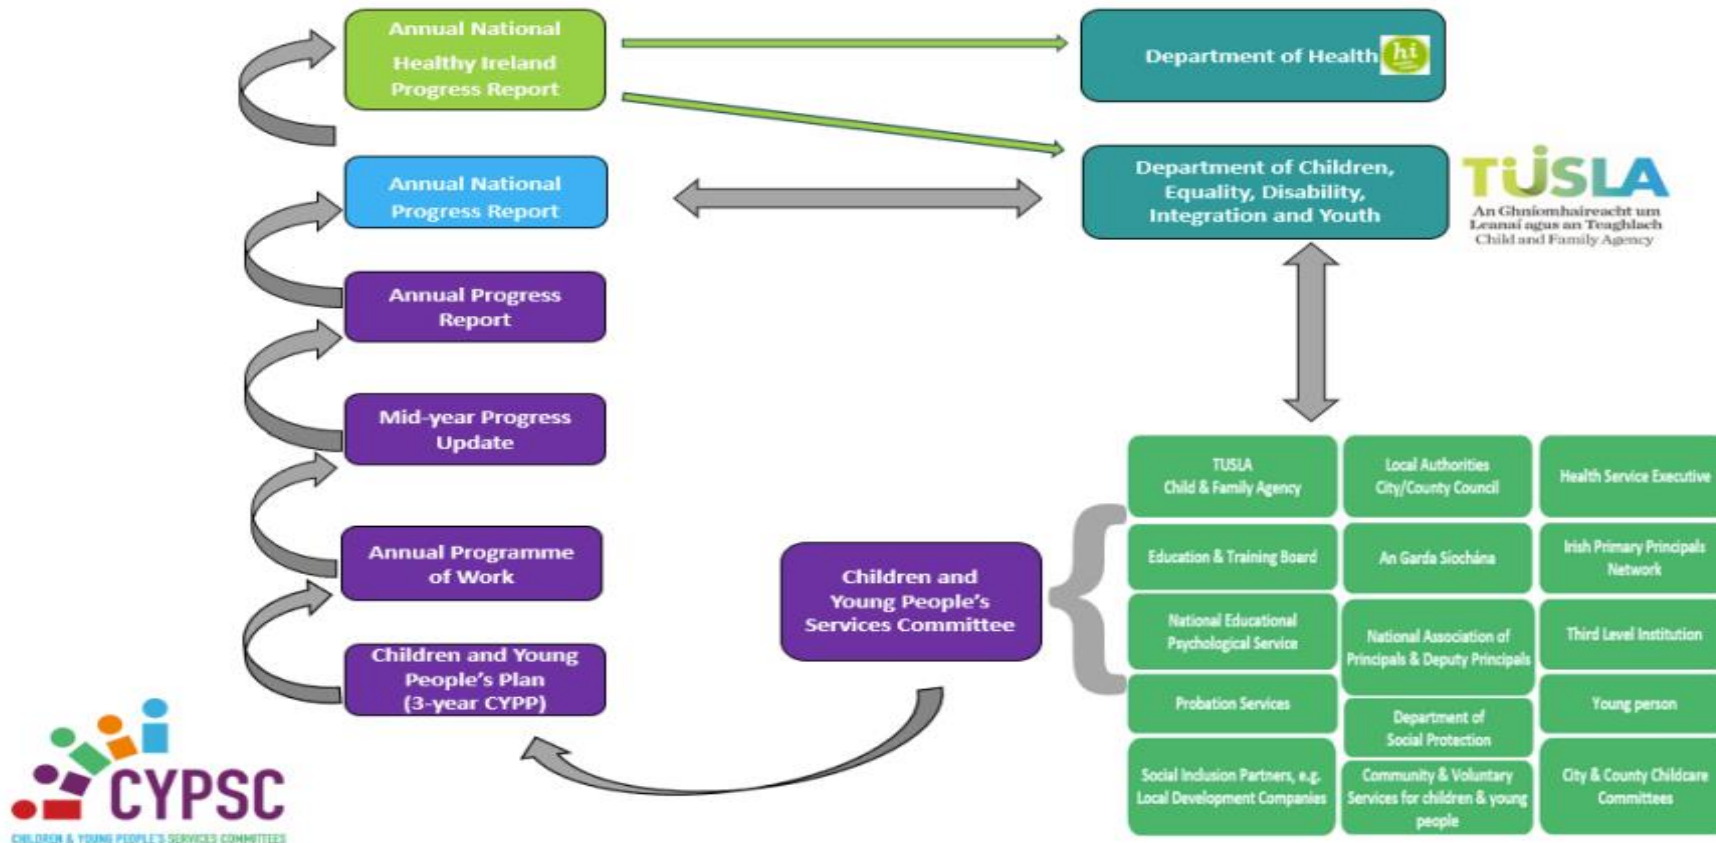 Annual National
Healthy Ireland
Progress Report
Department of Health
hi
Annual National
Progress Report
Department of Children,
Equality, Disability,
Integration and Youth
TUSLA
An Ghníomhaireacht um
Leanaí agus an Teaghlach
Child and Family Agency
Annual Progress
Report
Mid-year Progress
Update
Annual Programme
of Work
Children and Young
People's Plan
(3-year CYPP)
Children and
Young People's
Services Committee
TUSLA
Child & Family Agency
Local Authorities
City/County Council
Health Service Executive
Education & Training Board
An Garda Síochána
Irish Primary Principals
Network
National Educational
Psychological Service
National Association of
Principals & Deputy Principals
Third Level Institution
Probation Services
Department of
Social Protection
Young person
Social Inclusion Partners, e.g.
Local Development Companies
Community & Voluntary
Services for children & young
people
City & County Childcare
Committees
CYPSC
CHILDREN & YOUNG PEOPLE'S SERVICES COMMITTEES